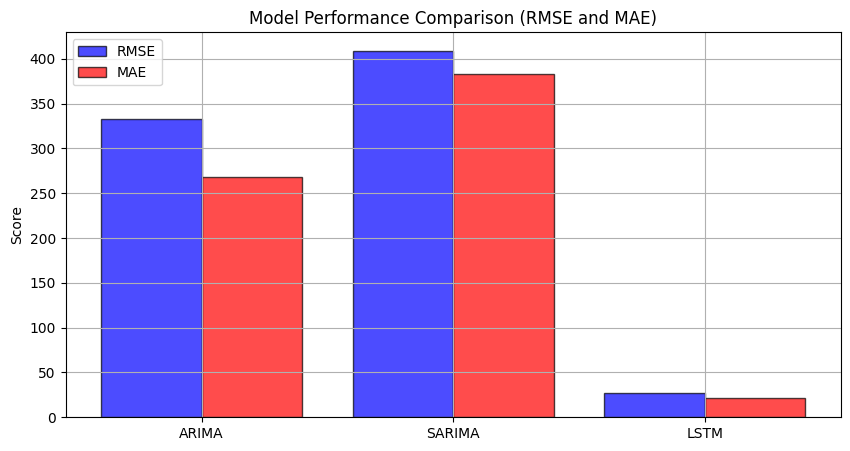 Model Performance Comparison (RMSE and MAE)
RMSE
MAE
Score
400
350
300
250
200
150
100
50
0
ARIMA
SARIMA
LSTM